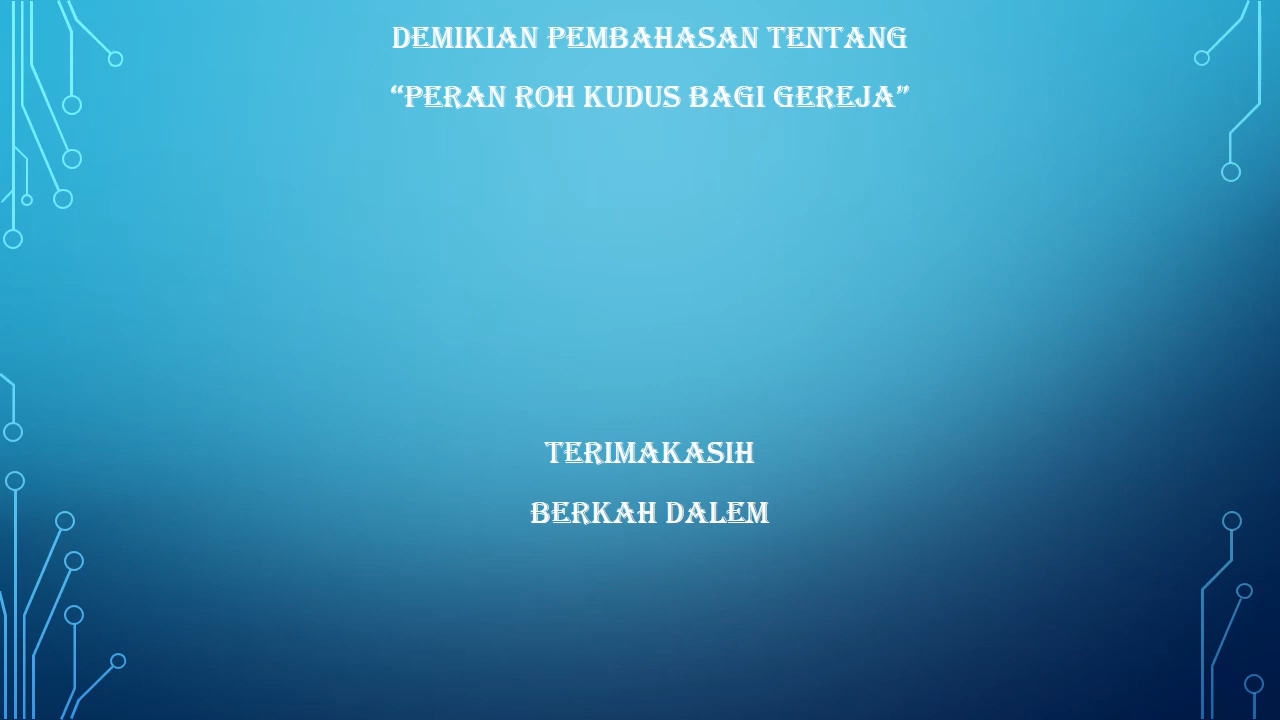 DEMIKIAN PEMBAHASAN TENTANG
“PERAN ROH KUDUS BAGI GEREJA”
TERIMAKASIH
BERKAH DALEM